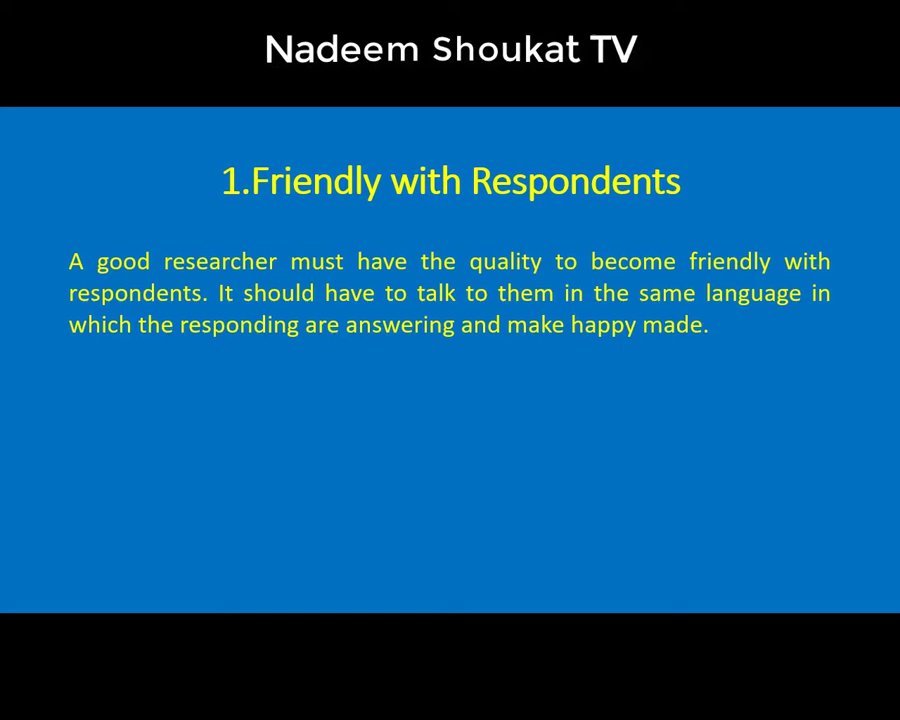 Nadeem Shoukat TV
1.Friendly with Respondents
A good researcher must have the quality to become friendly with
respondents. It should have to talk to them in the same language in
which the responding are answering and make happy made.